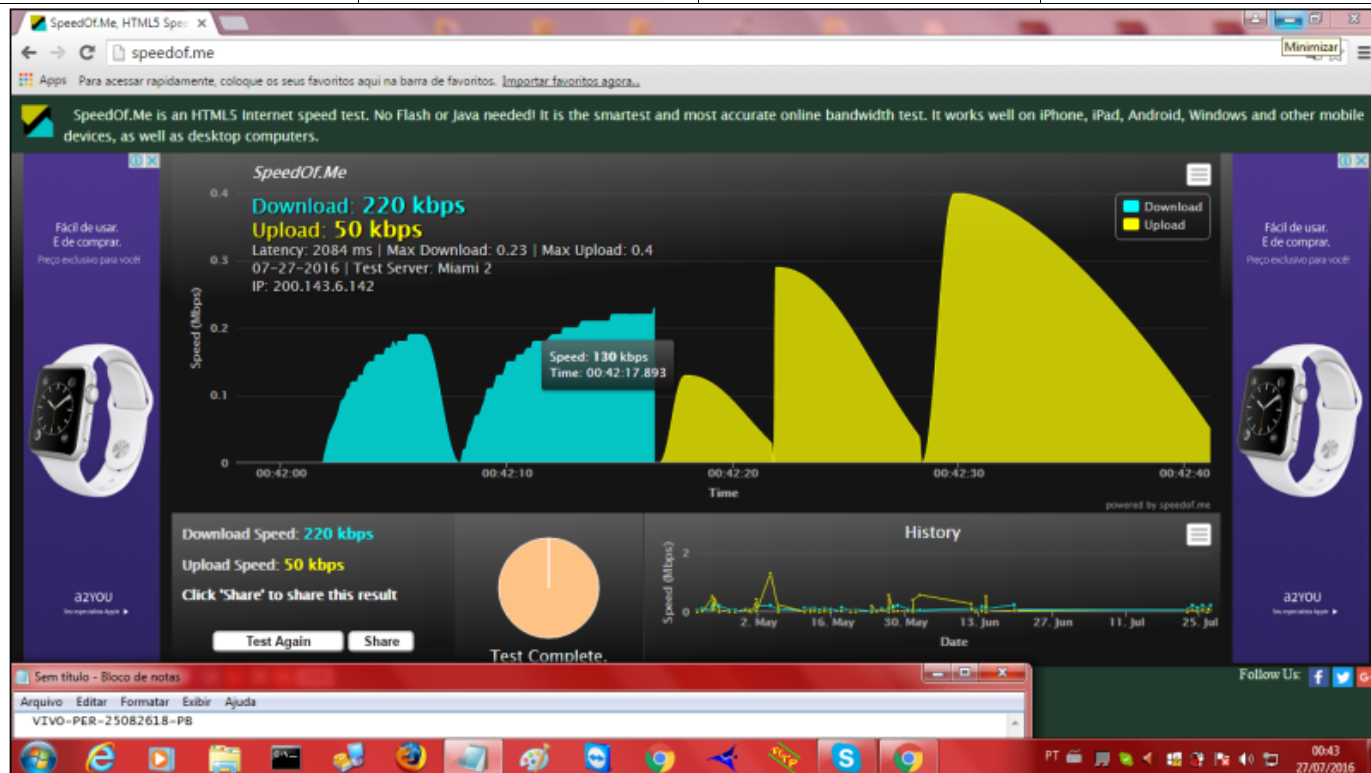 SpeedOf.Me, HTML5 Spee
speedof.me
Minimizar
Apps Para acessar rapidamente, coloque os seus favoritos aqui na barra de favoritos. Importar favoritos agora...
SpeedOf.Me is an HTML5 Internet speed test. No Flash or Java needed! It is the smartest and most accurate online bandwidth test. It works well on iPhone, iPad, Android, Windows and other mobile
devices, as well as desktop computers.
Fácil de usar.
E de comprar.
Preço exclusivo para você!
a2YOU
SpeedOf.Me
Download: 220 kbps
Upload: 50 kbps
Latency: 2084 ms | Max Download: 0.23 | Max Upload: 0.4
07-27-2016 | Test Server: Miami 2
IP: 200.143.6.142
Download
Upload
Speed (Mbps)
0.4
0.3
0.2
0.1
0
Speed: 130 kbps
Time: 00:42:17.893
00:42:00 00:42:10 00:42:20 00:42:30 00:42:40
Time
powered by speedof.me
Fácil de usar.
E de comprar.
Preço exclusivo para você!
a2YOU
Download Speed: 220 kbps
Upload Speed: 50 kbps
Click 'Share' to share this result
Test Again Share
Test Complete.
History
Speed (Mbps)
2
0
2. May 16. May 30. May 13. Jun 27. Jun 11. Jul 25. Jul
Date
Follow Us:
Sem título - Bloco de notas
Arquivo Editar Formatar Exibir Ajuda
VIVO-PER-25082618-PB
PT
00:43
27/07/2016